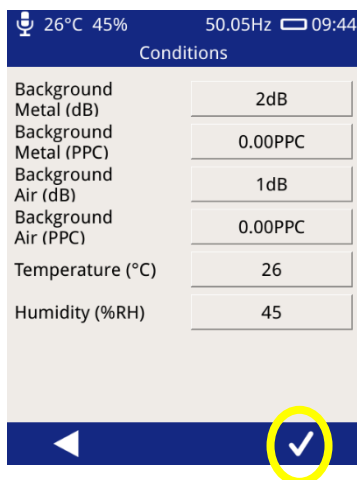 26°C 45% 50.05Hz 09:44
Conditions
Background
Metal (dB) 2dB
Background
Metal (PPC) 0.00PPC
Background
Air (dB) 1dB
Background
Air (PPC) 0.00PPC
Temperature (°C) 26
Humidity (%RH) 45